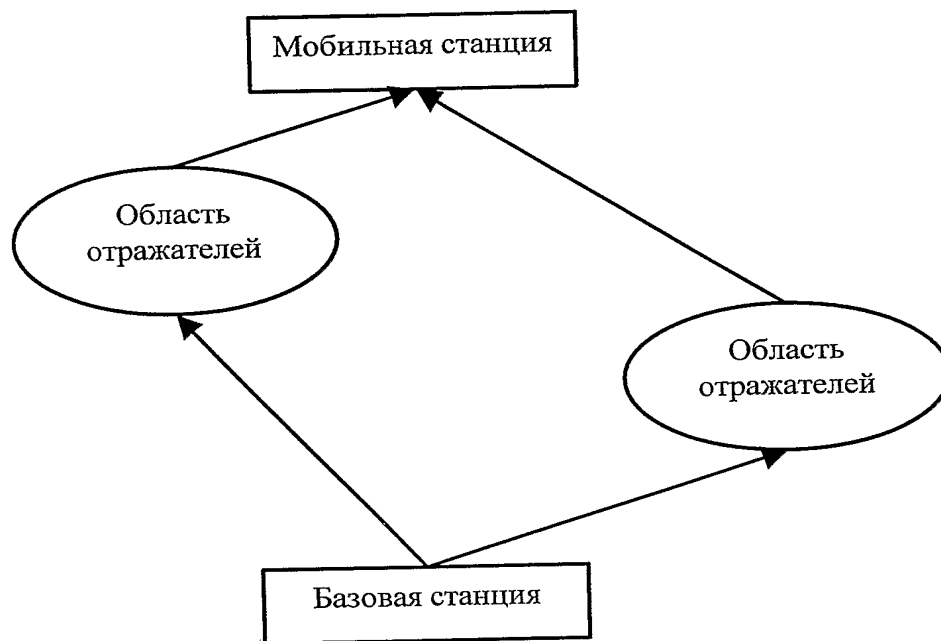 Мобильная станция
Область
отражателей
Область
отражателей
Базовая станция